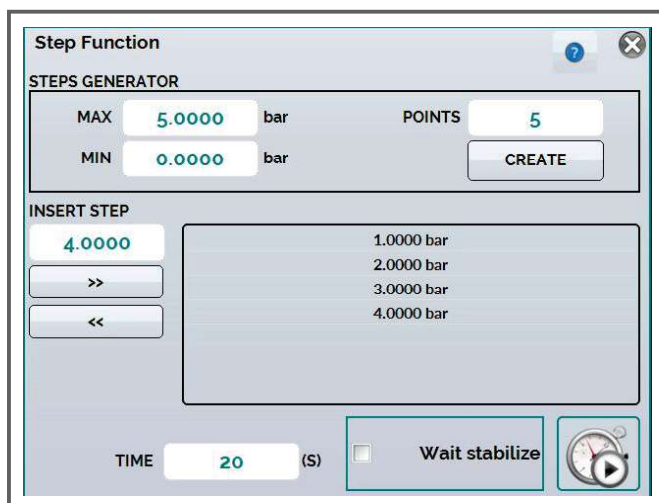 Step Function
?
STEPS GENERATOR
MAX 5.0000 bar POINTS 5
MIN 0.0000 bar CREATE
INSERT STEP
4.0000
>>
<<
1.0000 bar
2.0000 bar
3.0000 bar
4.0000 bar
TIME 20 (S) Wait stabilize